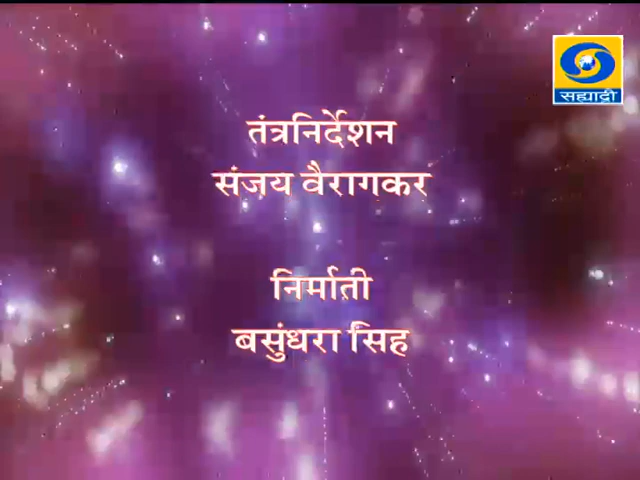 सह्याद्री
तंत्रनिर्देशन
संजय वैरागकर
निर्माती
बसुंधरा सिह